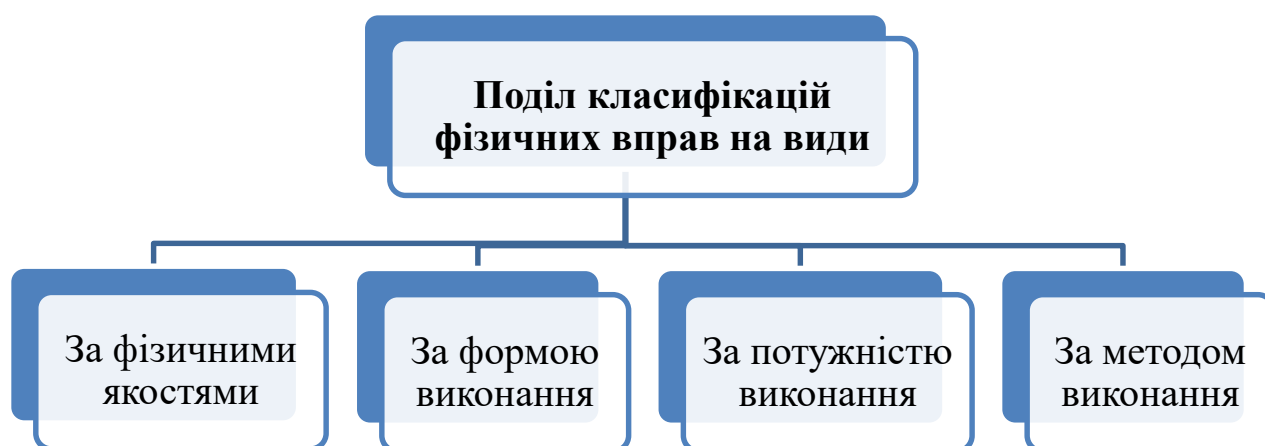 Поділ класифікацій
фізичних вправ на види
За фізичними
якостями
За формою
виконання
За потужністю
виконання
За методом
виконання